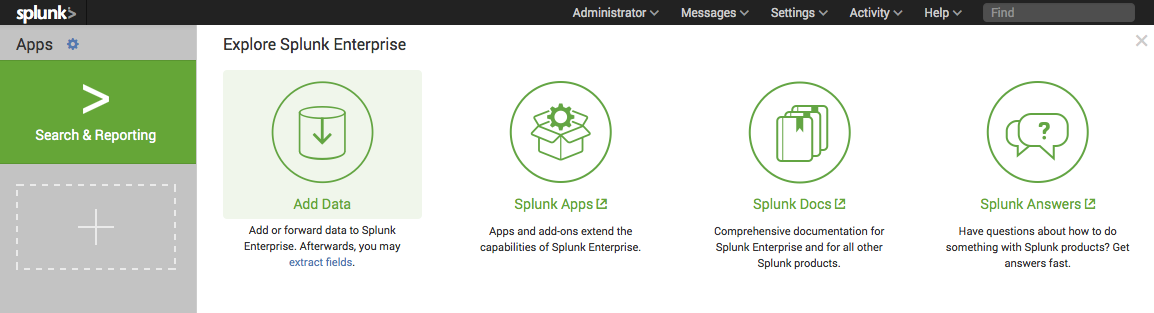 splunk> Administrator Messages Settings Activity Help Find
Apps
Explore Splunk Enterprise
>
Search & Reporting
Add Data
Add or forward data to Splunk
Enterprise. Afterwards, you may
extract fields.
Splunk Apps
Apps and add-ons extend the
capabilities of Splunk Enterprise.
Splunk Docs
Comprehensive documentation for
Splunk Enterprise and for all other
Splunk products.
?
Splunk Answers
Have questions about how to do
something with Splunk products? Get
answers fast.